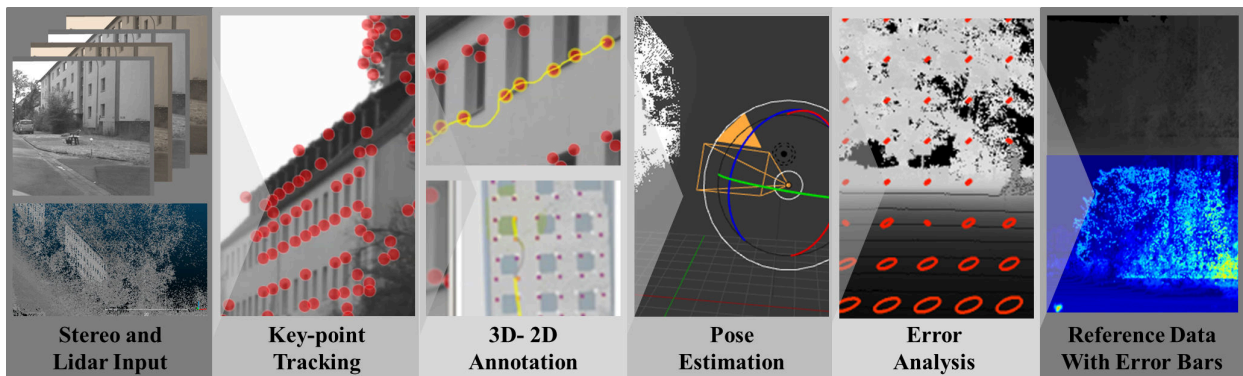 Stereo and
Lidar Input
Key-point
Tracking
3D- 2D
Annotation
Pose
Estimation
Error
Analysis
Reference Data
With Error Bars